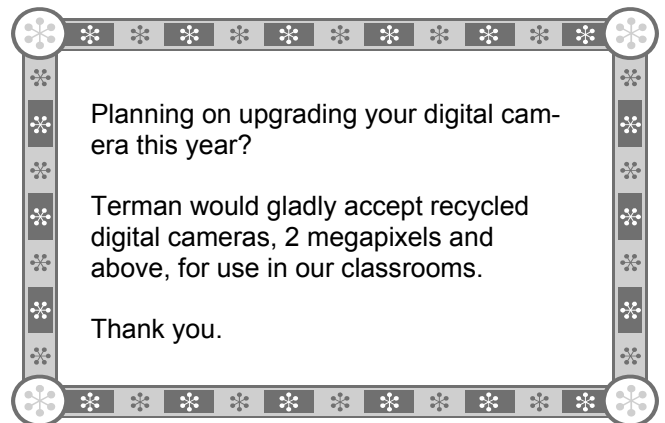 Planning on upgrading your digital cam-
era this year?
Terman would gladly accept recycled
digital cameras, 2 megapixels and
above, for use in our classrooms.
Thank you.